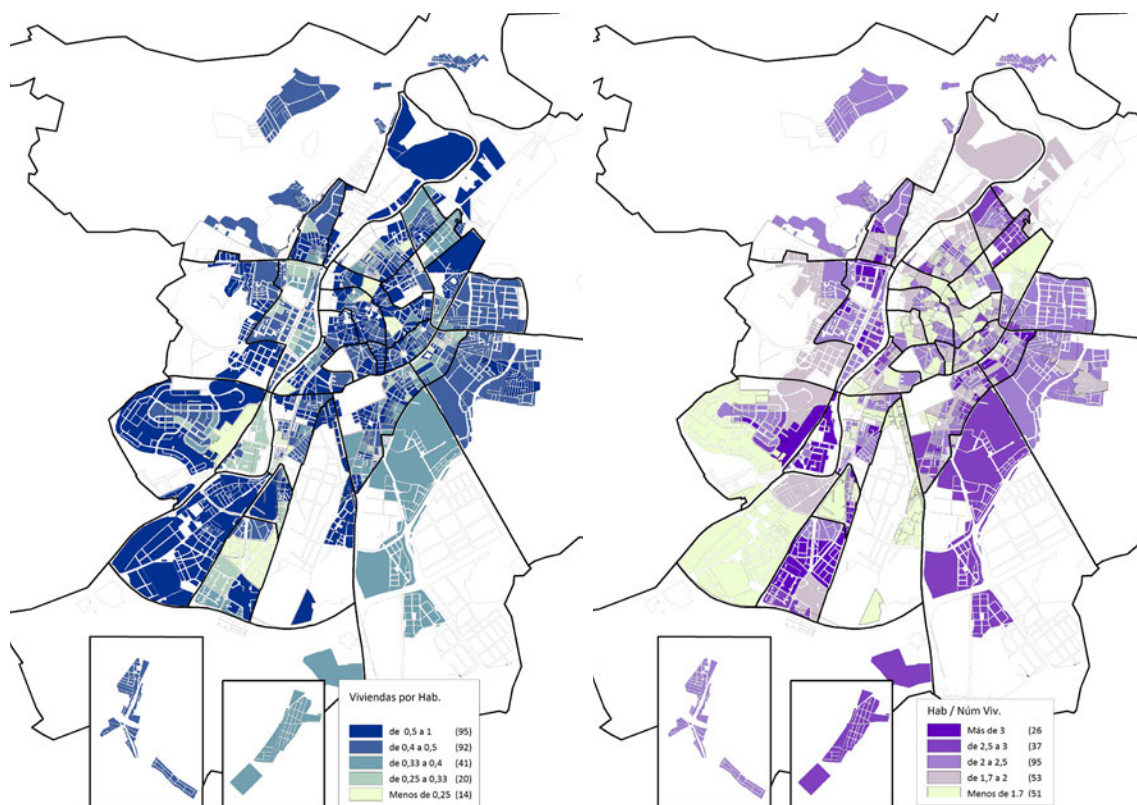 Viviendas por Hab.
de 0,5 a 1 (95)
de 0,4 a 0,5 (92)
de 0,33 a 0,4 (41)
de 0,25 a 0,33 (20)
Menos de 0,25 (14)
Hab / Núm Viv.
Más de 3 (26
de 2,5 a 3 (37
de 2 a 2,5 (95
de 1,7 a 2 (53
Menos de 1.7 (51